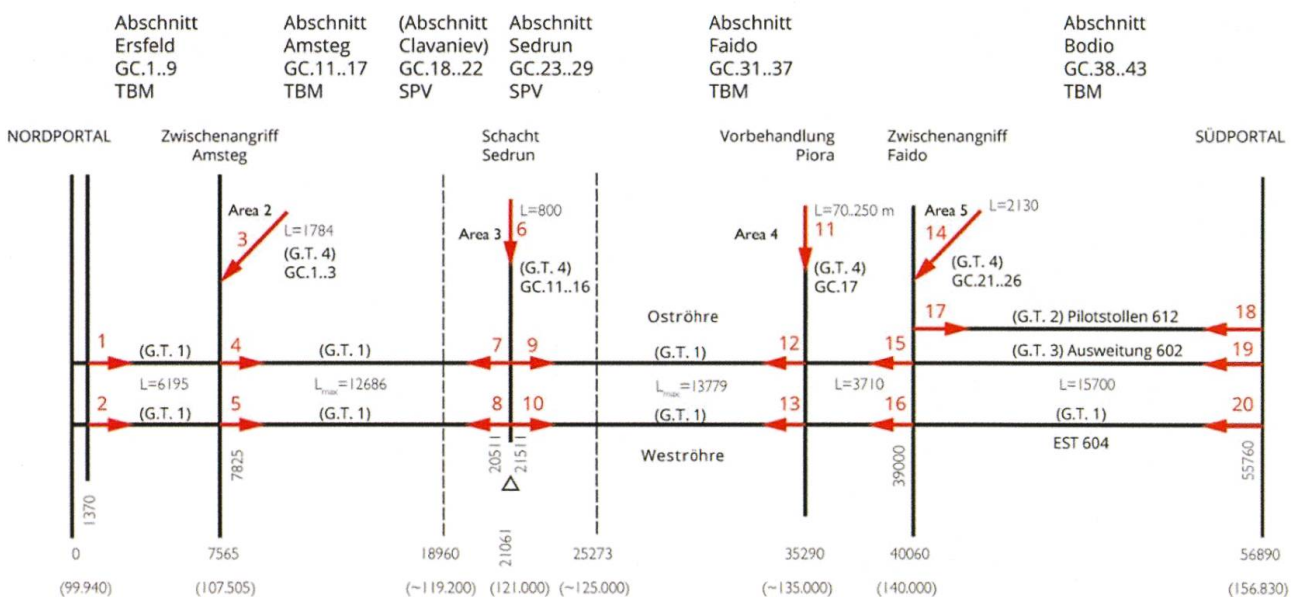 Abschnitt
Ersfeld
GC.1..9
TBM
Abschnitt
Amsteg
GC.11..17
TBM
(Abschnitt
Clavaniev)
GC.18..22
SPV
Abschnitt
Sedrun
GC.23..29
SPV
Abschnitt
Faido
GC.31..37
TBM
Abschnitt
Bodio
GC.38..43
TBM
NORDPORTAL
Zwischenangriff
Amsteg
Schacht
Sedrun
Vorbehandlung
Piora
Zwischenangniff
Faido
SÜDPORTAL
Area 2
3
L=1784
(G.T. 4)
GC.1..3
L=800
6
Area 3
(G.T. 4)
GC.11..16
L=70..250 m
11
Area 4
(G.T. 4)
GC.17
Area 5
L=2130
14
(G.T. 4)
GC.21..26
17
(G.T. 2) Pilotstollen 612
18
Oströhre
1
(G.T. 1)
4
(G.T. 1)
7
9
(G.T. 1)
12
15
(G.T. 3) Ausweitung 602
19
L=6195
Lmax=12686
Lmax=13779
L=3710
L=15700
2
(G.T. 1)
5
(G.T. 1)
8
10
(G.T. 1)
13
16
(G.T. 1)
20
Weströhre
EST 604
1370
7825
20511
21511
39000
55760
0
7565
18960
21061
25273
35290
40060
56890
(99.940)
(107.505)
(~119.200)
(121.000)
(~125.000)
(~135.000)
(140.000)
(156.830)